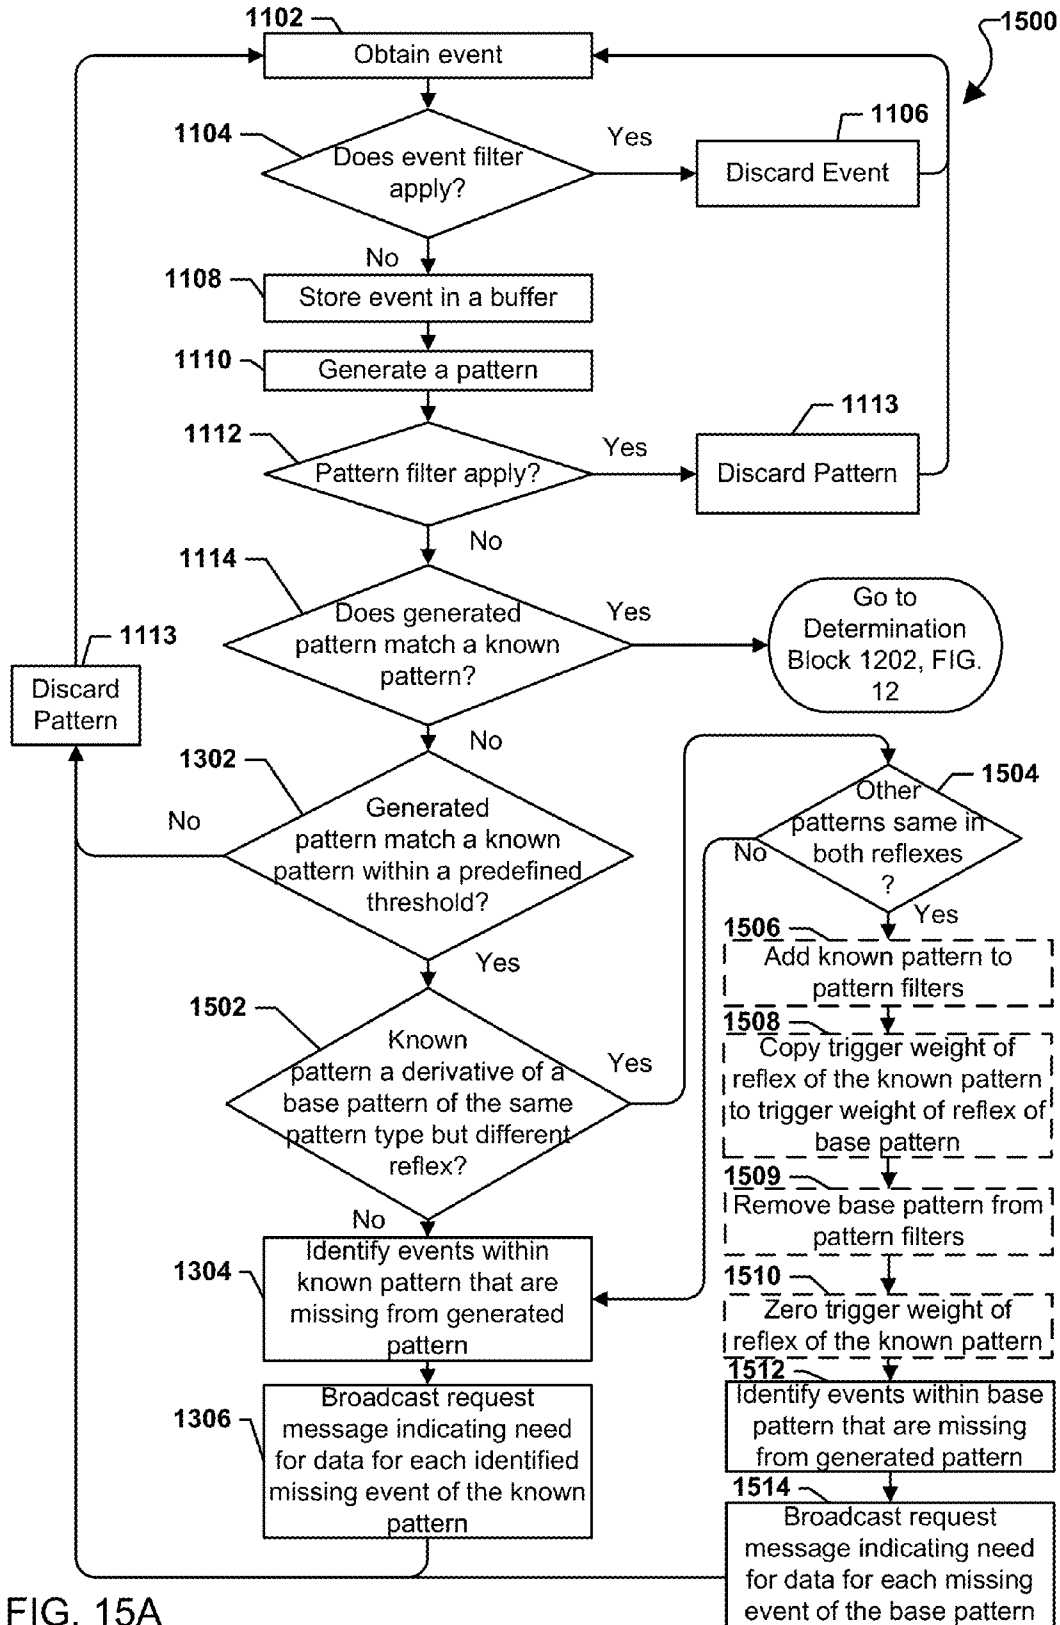 1102
1500
Obtain event
1104
1106
Yes
Does event filter
apply?
Discard Event
No
1108
Store event in a buffer
1110
Generate a pattern
1113
1112
Yes
Pattern filter apply?
Discard Pattern
No
1114
Does generated
pattern match a known
pattern?
Yes
Go to
Determination
Block 1202, FIG.
12
1113
Discard
Pattern
No
1302
Generated
pattern match a known
pattern within a predefined
threshold?
No
1504
Other
patterns same in
both reflexes
?
No
Yes
Yes
1502
Known
pattern a derivative of a
base pattern of the same
pattern type but different
reflex?
Yes
No
1506
Add known pattern to
pattern filters
1508
Copy trigger weight of
reflex of the known pattern
to trigger weight of reflex of
base pattern
1509
Remove base pattern from
pattern filters
1510
Zero trigger weight of
reflex of the known pattern
1304
Identify events within
known pattern that are
missing from generated
pattern
1512
Identify events within base
pattern that are missing
from generated pattern
1306
Broadcast request
message indicating need
for data for each identified
missing event of the known
pattern
1514
Broadcast request
message indicating need
for data for each missing
event of the base pattern
FIG. 15A